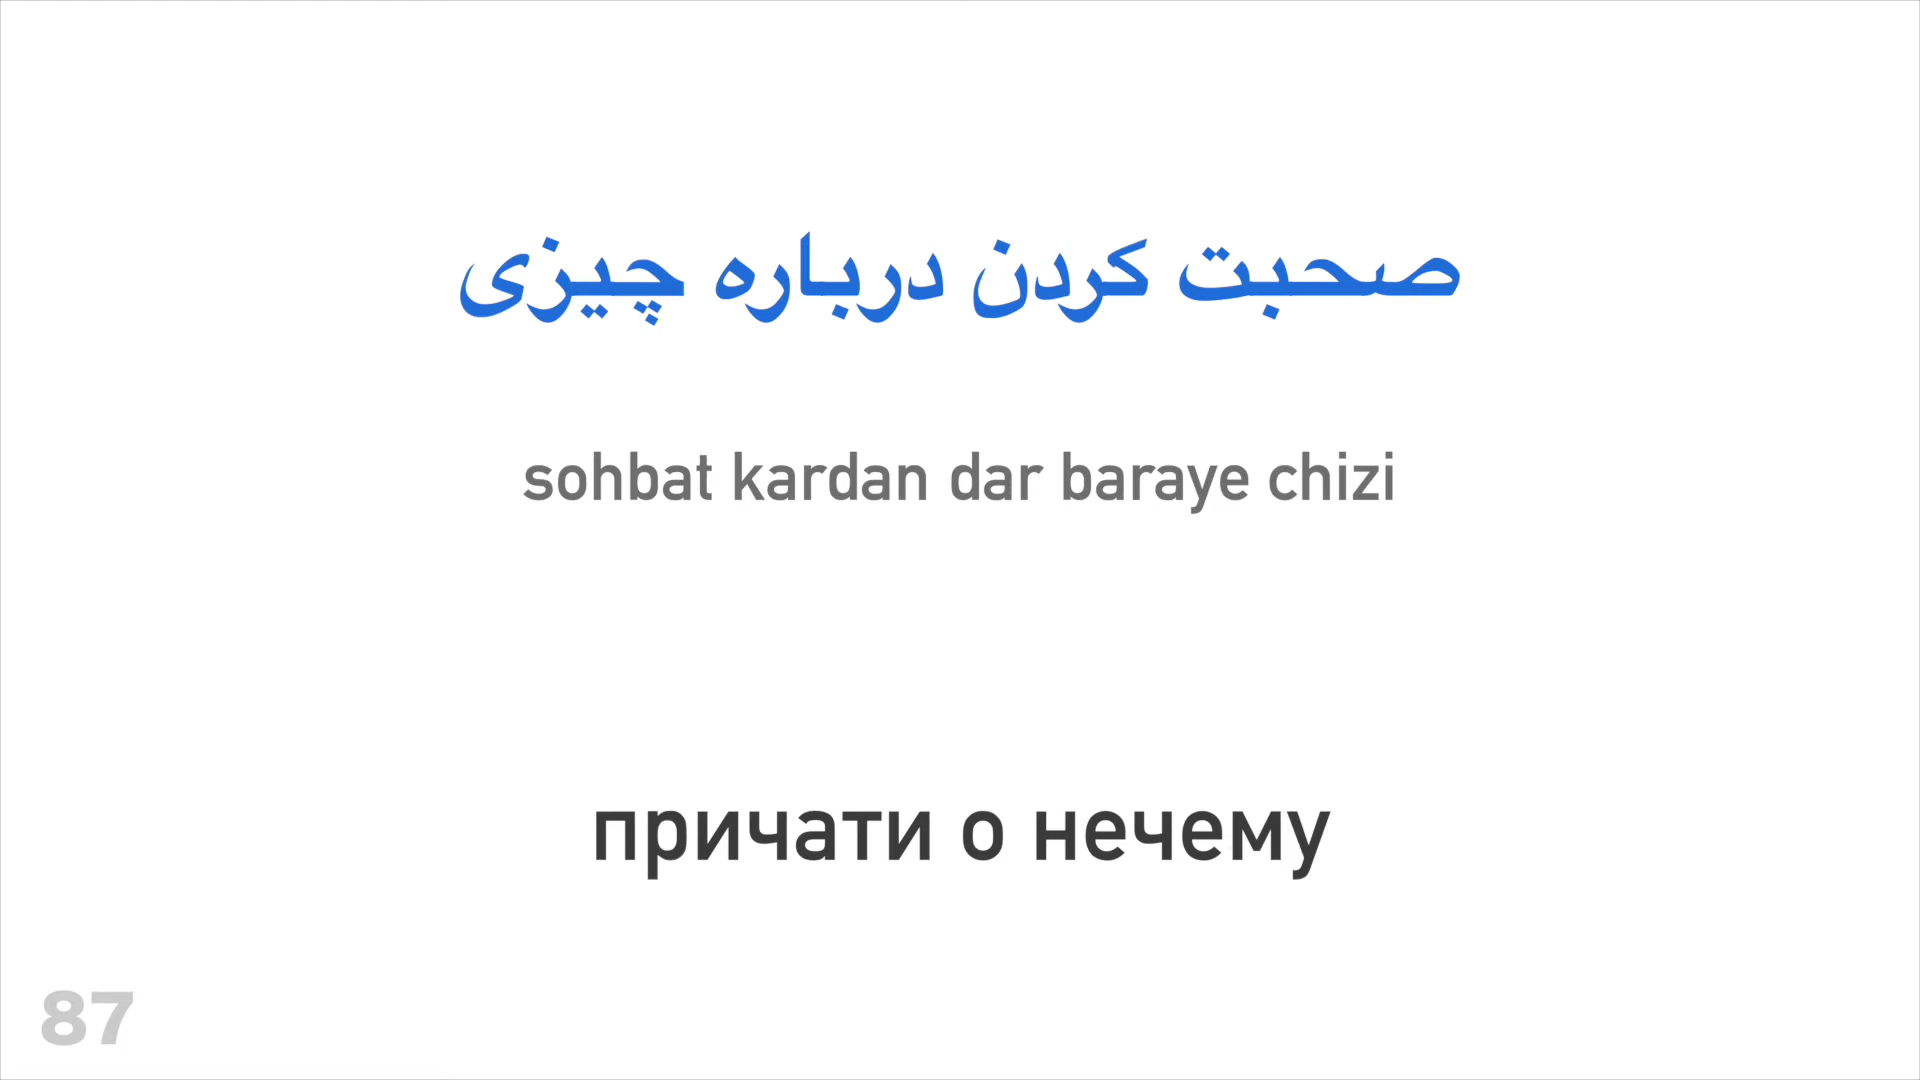 صحبت کردن درباره چیزی
sohbat kardan dar baraye chizi
причати о нечему
87